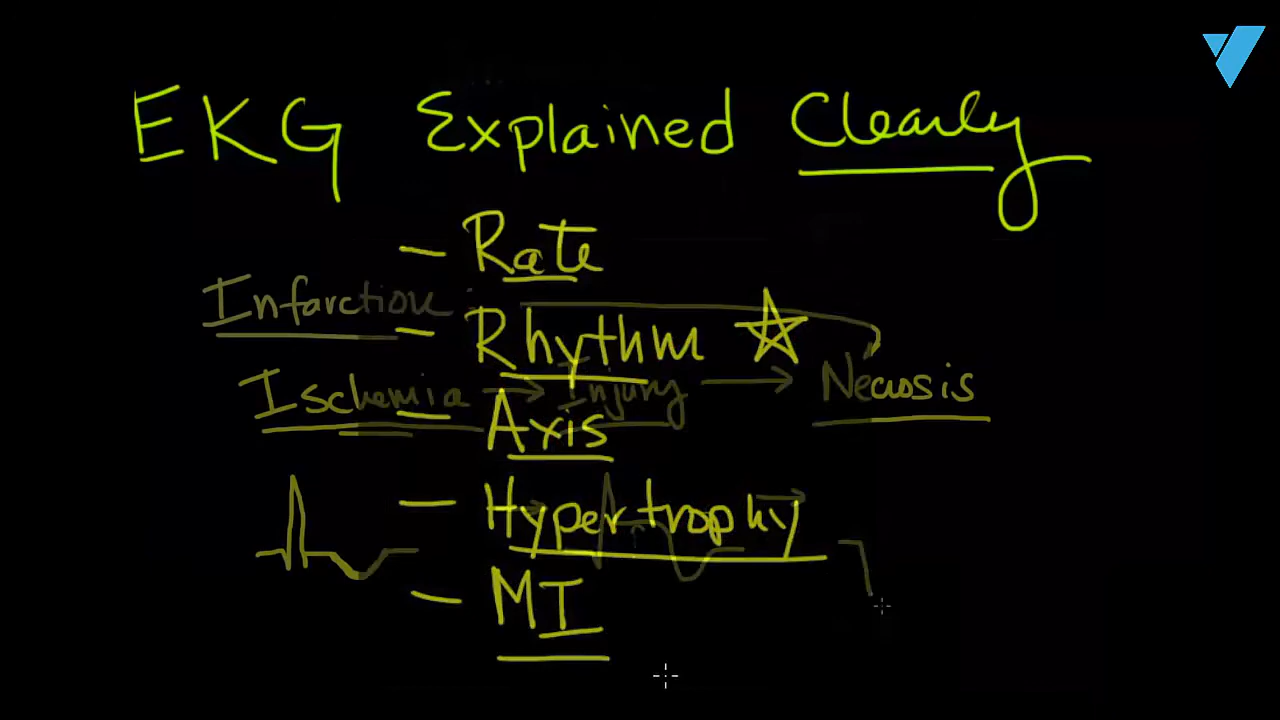 EKG Explained Clearly
- Rate
Infarction :
- Rhythm
Ischemia → Injury → Necrosis
- Axis
- Hypertrophy
- MI